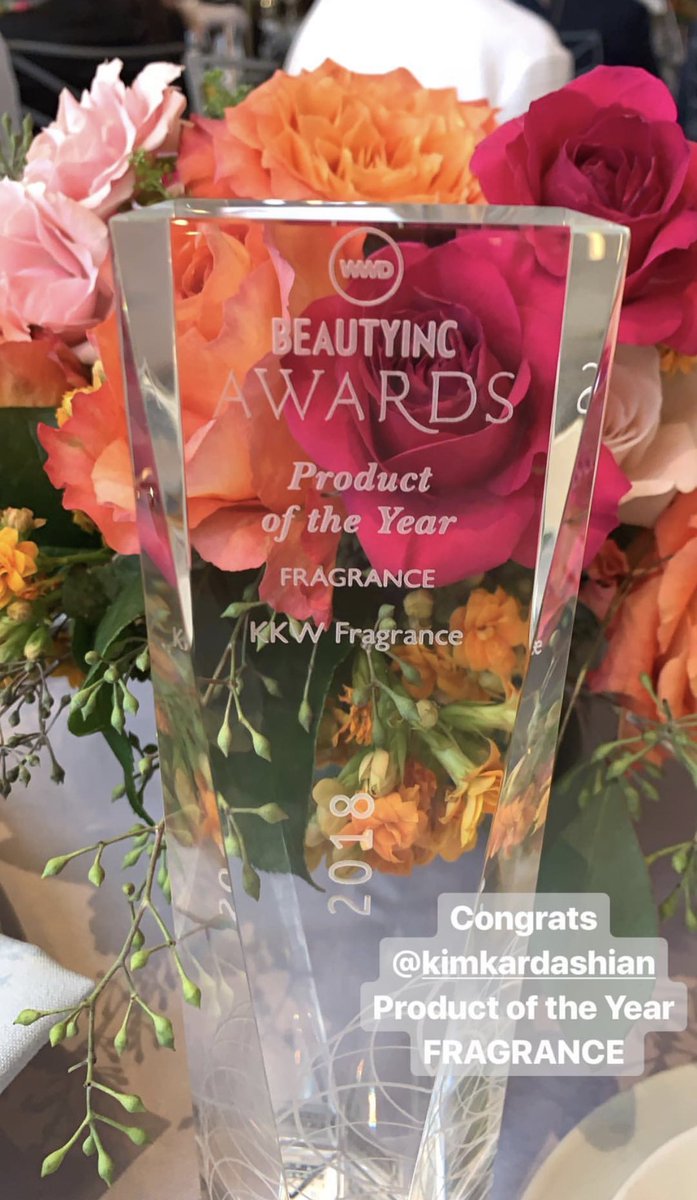 WWD
BEAUTYINC
AWARDS
Product
of the Year
FRAGRANCE
KKW Fragrance
2018
Congrats
@kimkardashian
Product of the Year
FRAGRANCE